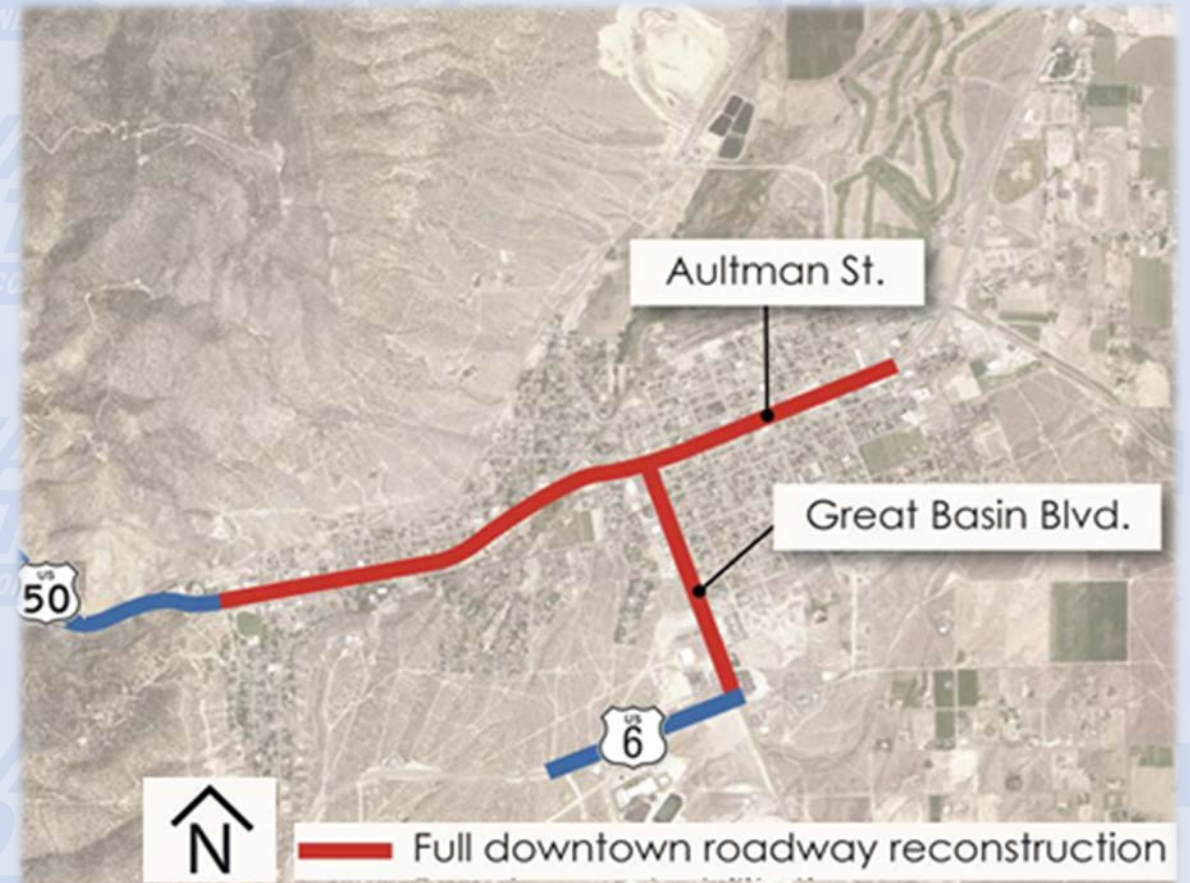 Aultman St.
Great Basin Blvd.
US
50
US
6
N
Full downtown roadway reconstruction